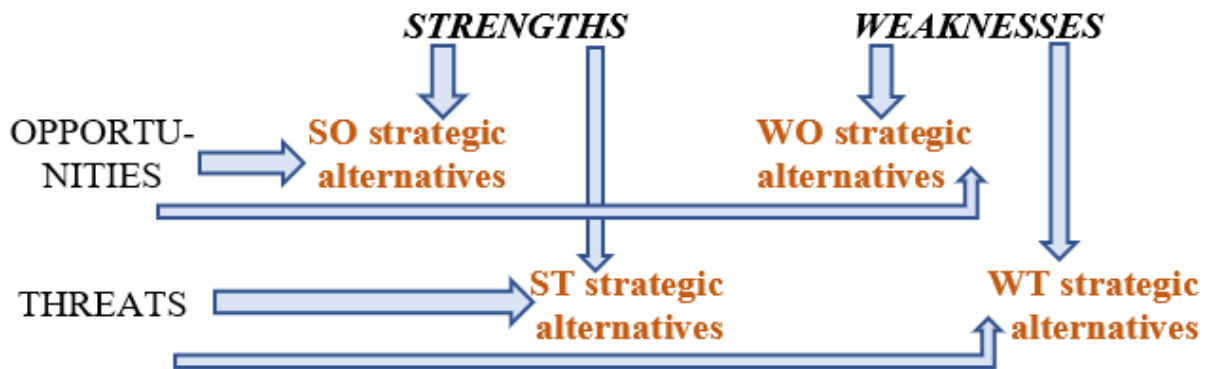 STRENGTHS WEAKNESSES
OPPORTU-
NITIES
SO strategic
alternatives
WO strategic
alternatives
THREATS
ST strategic
alternatives
WT strategic
alternatives